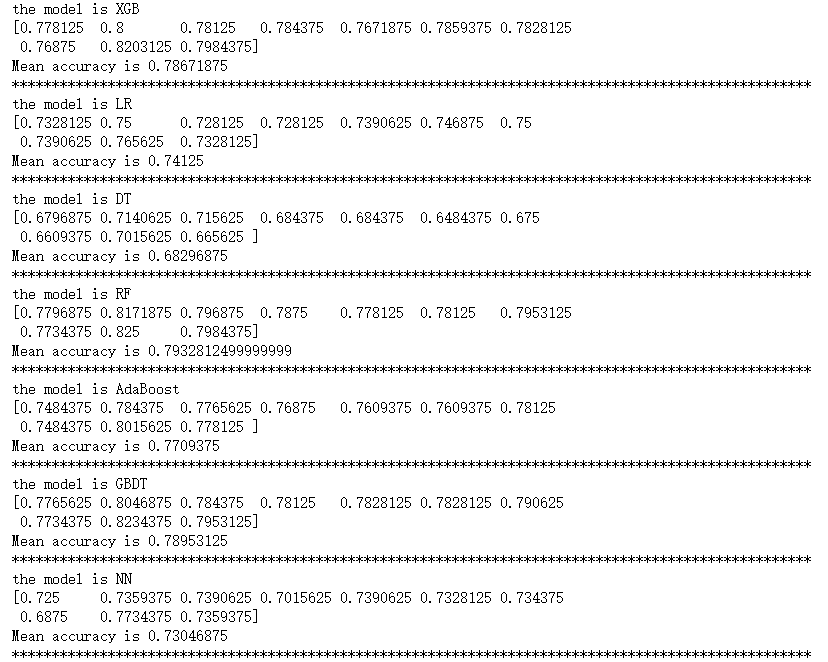 the model is XGB
[0.778125  0.8       0.78125   0.784375  0.7671875 0.7859375 0.7828125
 0.76875   0.8203125 0.7984375]
Mean accuracy is 0.78671875
****************************************************************************************************
the model is LR
[0.7328125 0.75      0.728125  0.728125  0.7390625 0.746875  0.75
 0.7390625 0.765625  0.7328125]
Mean accuracy is 0.74125
****************************************************************************************************
the model is DT
[0.6796875 0.7140625 0.715625  0.684375  0.684375  0.6484375 0.675
 0.6609375 0.7015625 0.665625 ]
Mean accuracy is 0.68296875
****************************************************************************************************
the model is RF
[0.7796875 0.8171875 0.796875  0.7875    0.778125  0.78125   0.7953125
 0.7734375 0.825     0.7984375]
Mean accuracy is 0.7932812499999999
****************************************************************************************************
the model is AdaBoost
[0.7484375 0.784375  0.7765625 0.76875   0.7609375 0.7609375 0.78125
 0.7484375 0.8015625 0.778125 ]
Mean accuracy is 0.7709375
****************************************************************************************************
the model is GBDT
[0.7765625 0.8046875 0.784375  0.78125   0.7828125 0.7828125 0.790625
 0.7734375 0.8234375 0.7953125]
Mean accuracy is 0.78953125
****************************************************************************************************
the model is NN
[0.725     0.7359375 0.7390625 0.7015625 0.7390625 0.7328125 0.734375
 0.6875    0.7734375 0.7359375]
Mean accuracy is 0.73046875
****************************************************************************************************